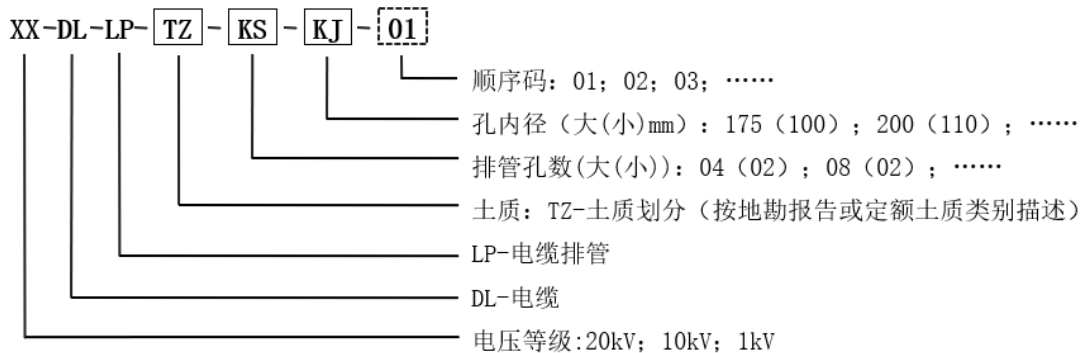 XX-DL-LP-TZ-KS-KJ-01
顺序码：01；02；03；……
孔内径（大(小)mm）：175（100）；200（110）；……
排管孔数(大(小))：04（02）；08（02）；……
土质：TZ-土质划分（按地勘报告或定额土质类别描述）
LP-电缆排管
DL-电缆
电压等级:20kV；10kV；1kV